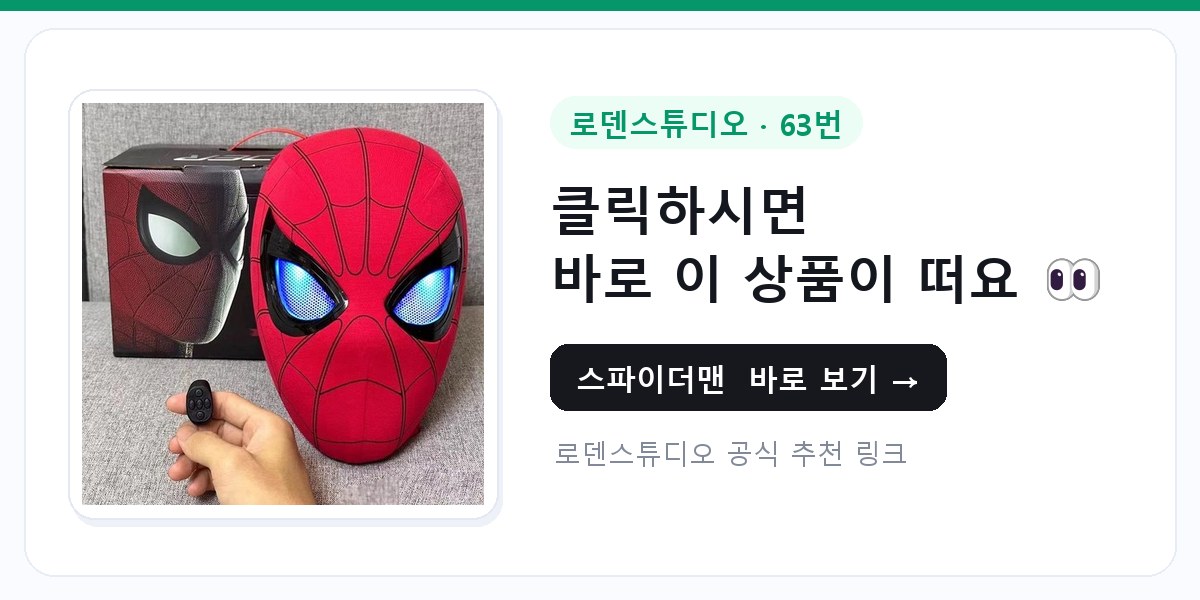 로덴스튜디오 · 63번
클릭하시면
바로 이 상품이 떠요 👀
스파이더맨 바로 보기 →
로덴스튜디오 공식 추천 링크